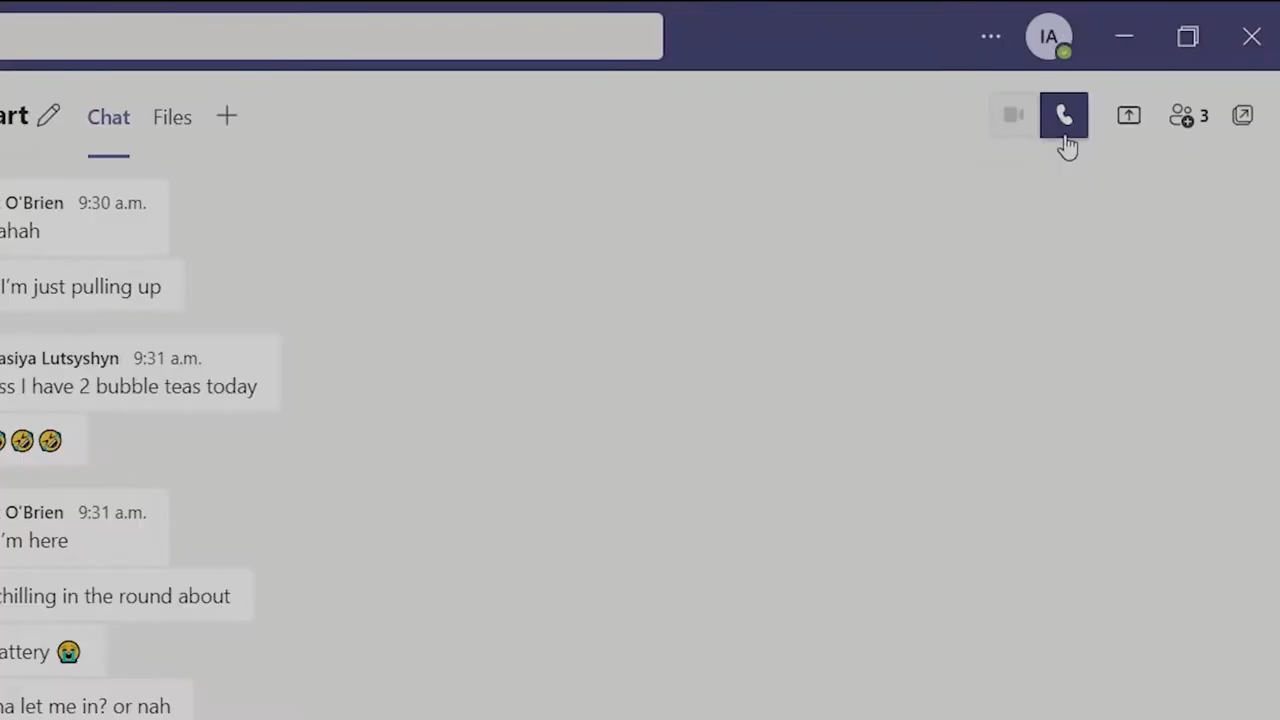 IA
art
Chat Files
3
O'Brien 9:30 a.m.
ahah
I'm just pulling up
asiya Lutsyshyn 9:31 a.m.
ss I have 2 bubble teas today
🤣🤣🤣
O'Brien 9:31 a.m.
'm here
chilling in the round about
attery 😭
na let me in? or nah